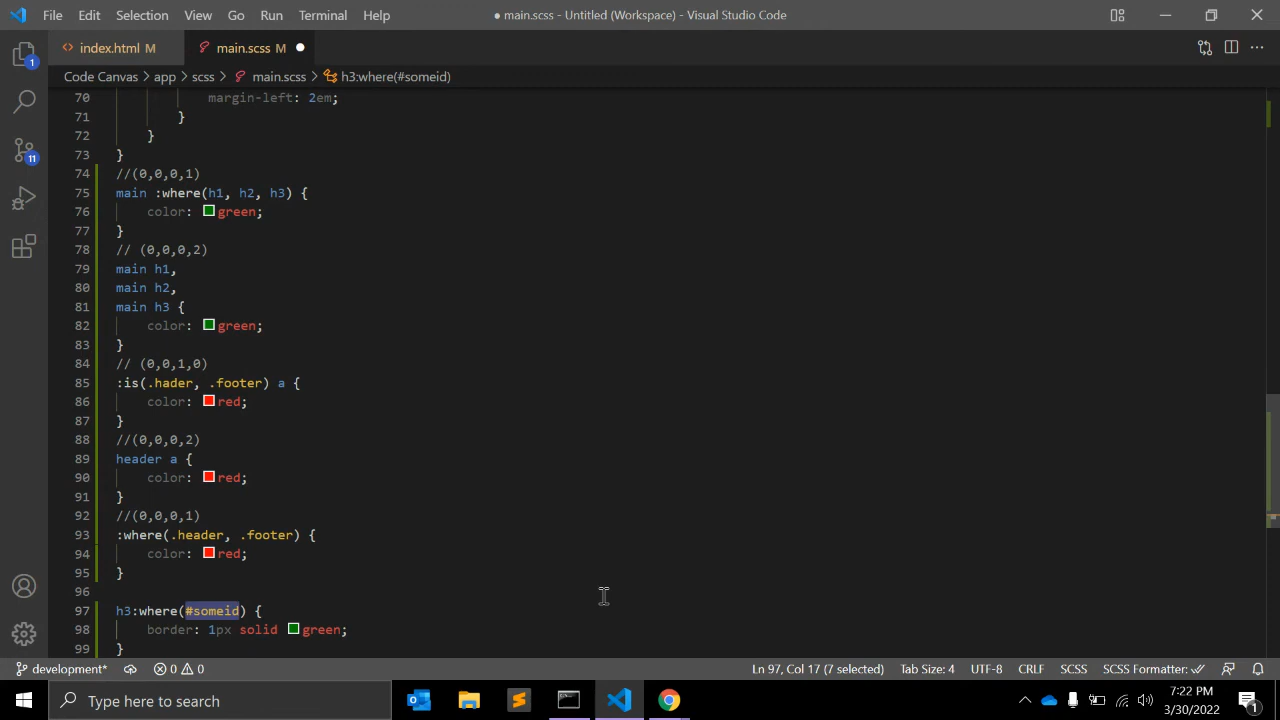 File Edit Selection View Go Run Terminal Help ● main.scss - Untitled (Workspace) - Visual Studio Code
<> index.html M main.scss M ●
Code Canvas > app > scss > main.scss > h3:where(#someid)
1
11
70 margin-left: 2em;
71 }
72 }
73 }
74 //(0,0,0,1)
75 main :where(h1, h2, h3) {
76 color: green;
77 }
78 // (0,0,0,2)
79 main h1,
80 main h2,
81 main h3 {
82 color: green;
83 }
84 // (0,0,1,0)
85 :is(.hader, .footer) a {
86 color: red;
87 }
88 //(0,0,0,2)
89 header a {
90 color: red;
91 }
92 //(0,0,0,1)
93 :where(.header, .footer) {
94 color: red;
95 }
96
97 h3:where(#someid) {
98 border: 1px solid green;
99 }
development* 0 0 Ln 97, Col 17 (7 selected) Tab Size: 4 UTF-8 CRLF SCSS SCSS Formatter:
Type here to search
7:22 PM
3/30/2022
1